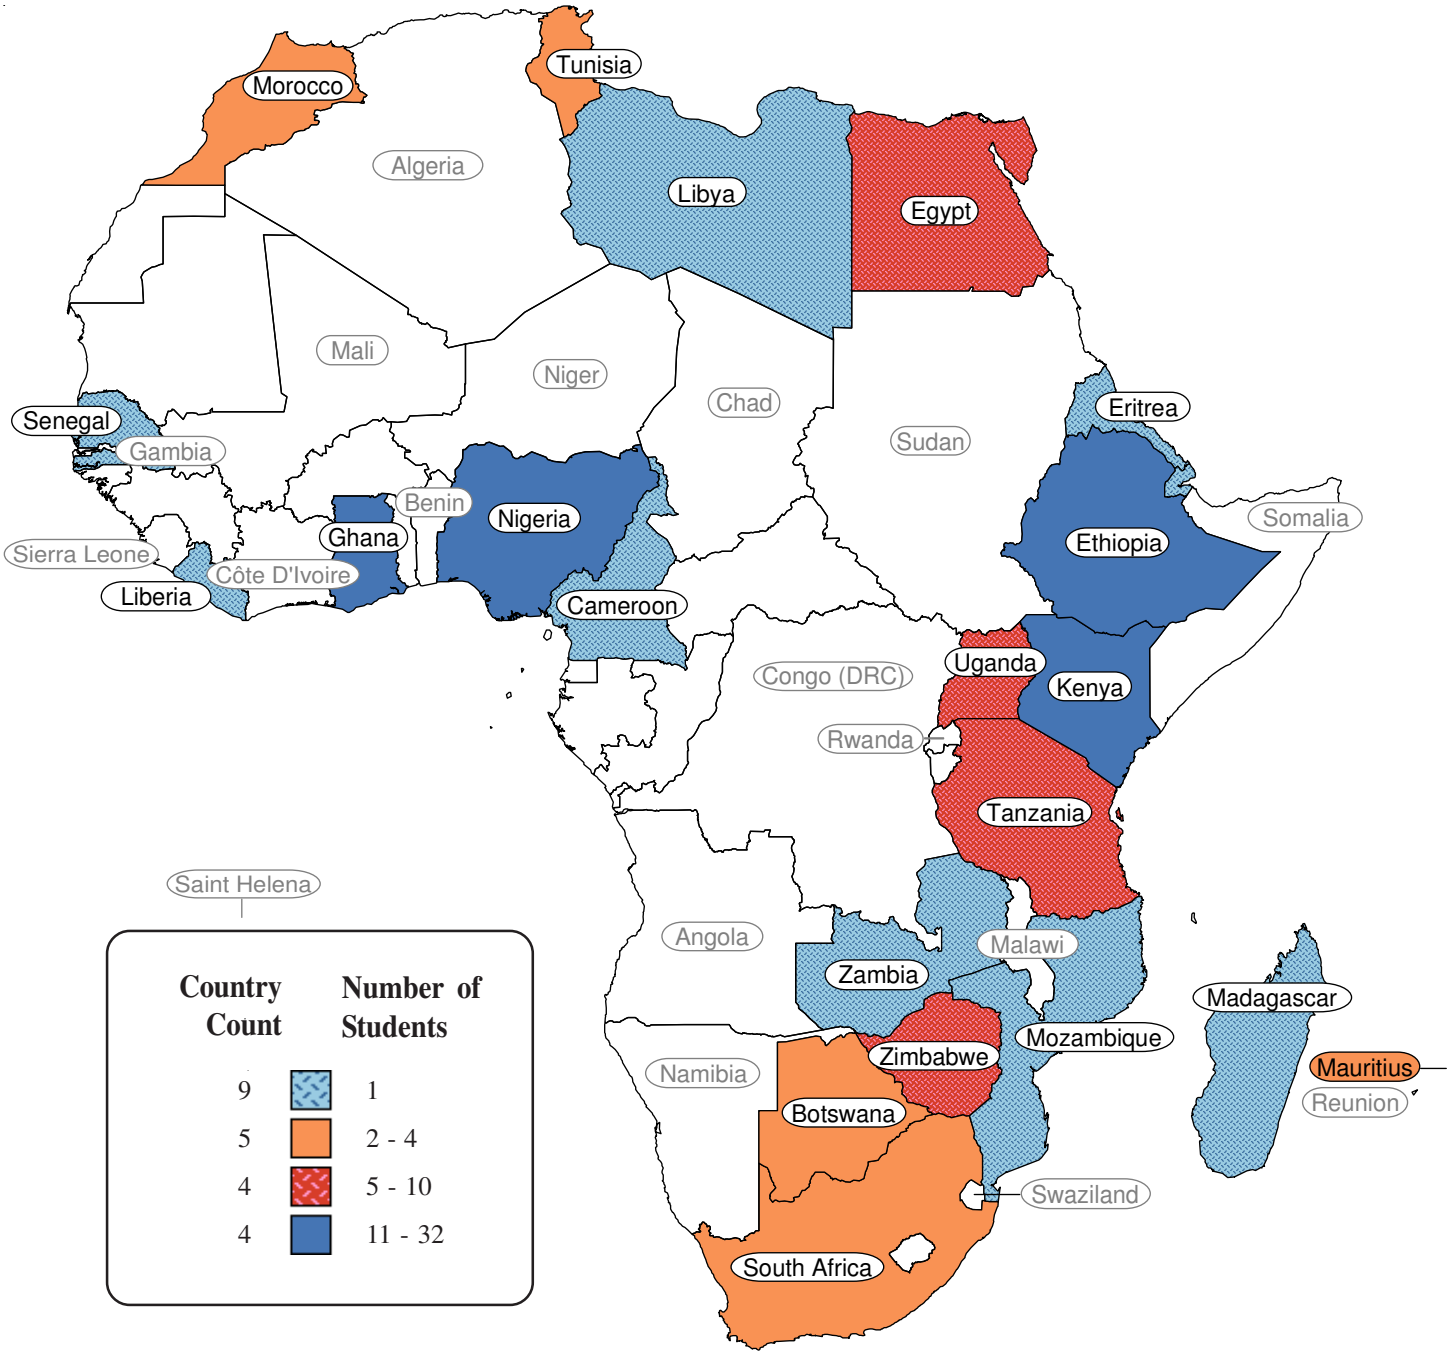 Tunisia
Morocco
Algeria
Libya
Egypt
Mali
Niger
Chad
Eritrea
Senegal
Sudan
Gambia
Benin
Nigeria
Somalia
Ghana
Ethiopia
Sierra Leone
Côte D'Ivoire
Liberia
Cameroon
Uganda
Congo (DRC)
Kenya
Rwanda
Tanzania
Saint Helena
Angola
Malawi
Zambia
Madagascar
Mozambique
Zimbabwe
Mauritius
Namibia
Reunion
Botswana
Swaziland
South Africa
Country Number of
Count Students
9 1
5 2 - 4
4 5 - 10
4 11 - 32